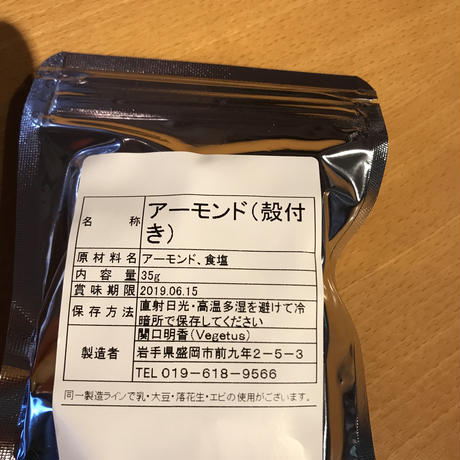 名称 アーモンド(殻付
き)
原材料名 アーモンド、食塩
内容量 35g
賞味期限 2019.06.15
保存方法 直射日光・高温多湿を避けて冷
暗所で保存してください
製造者 関口明香(Vegetus)
岩手県盛岡市前九年2-5-3
TEL 019-618-9566
同一製造ラインで乳・大豆・落花生・エビの使用がございます。